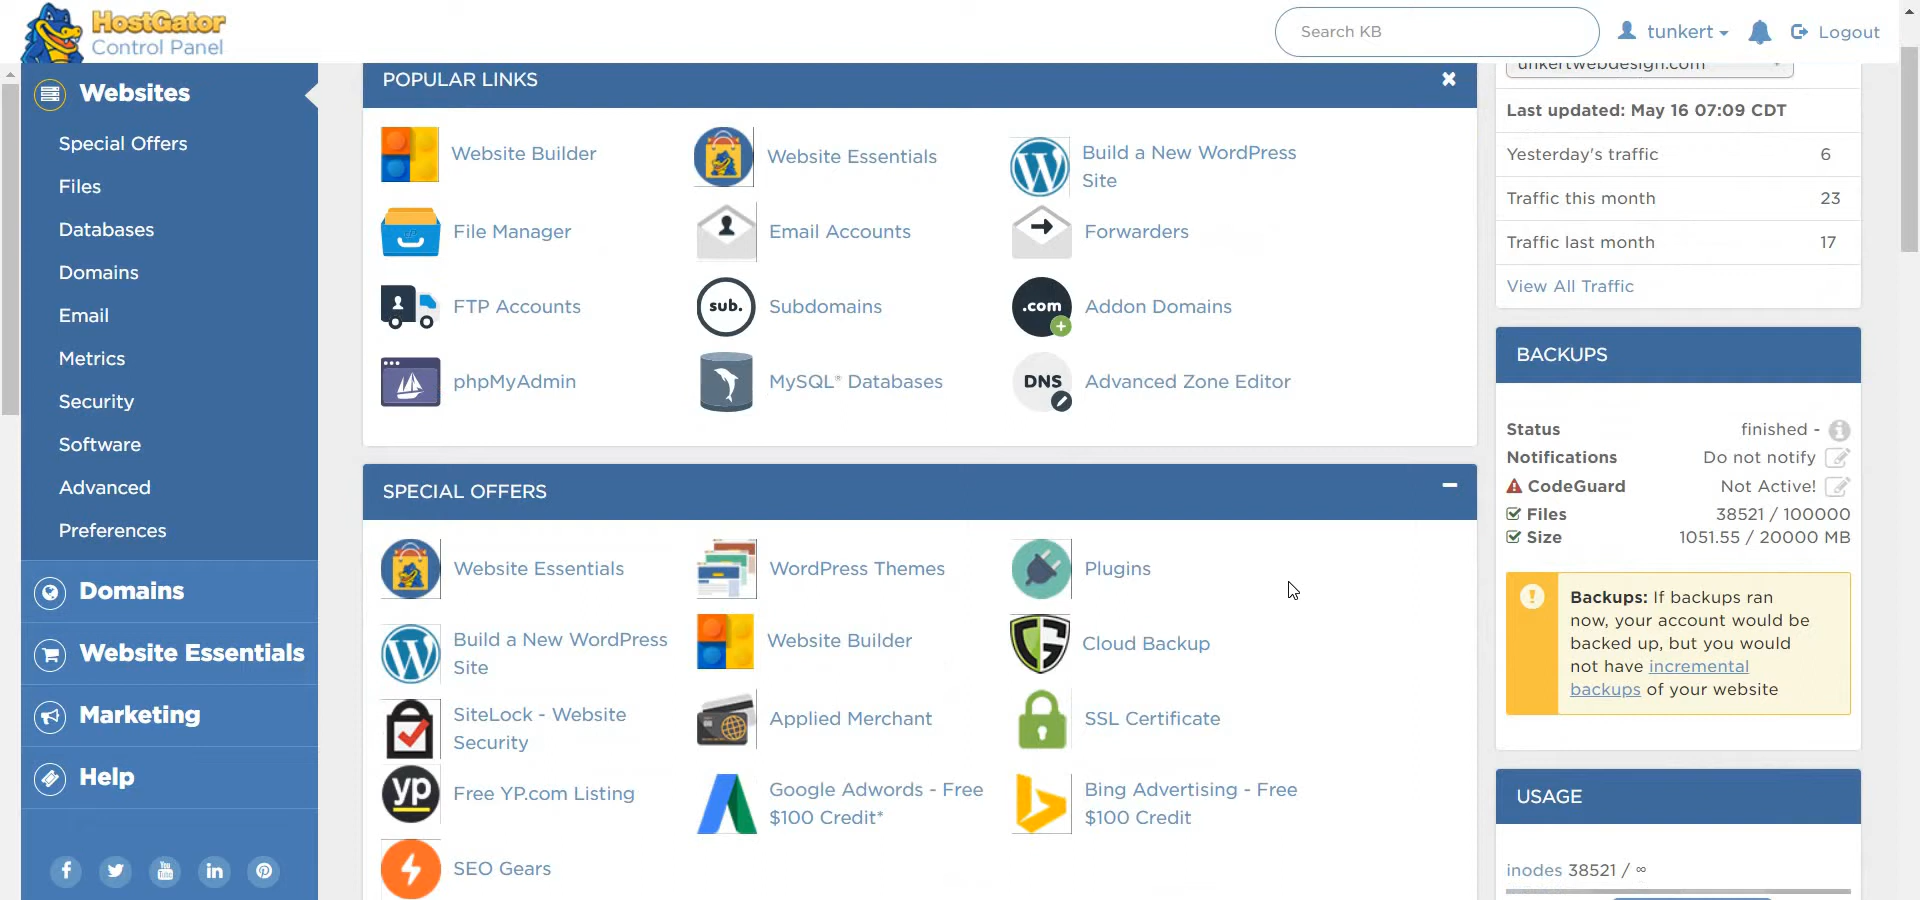 HostGator
Control Panel
Search KB
tunkert
Logout
Websites
Special Offers
Files
Databases
Domains
Email
Metrics
Security
Software
Advanced
Preferences
Domains
Website Essentials
Marketing
Help
POPULAR LINKS
Website Builder
Website Essentials
Build a New WordPress
Site
File Manager
Email Accounts
Forwarders
FTP Accounts
sub.
Subdomains
.com
Addon Domains
phpMyAdmin
MySQL® Databases
DNS
Advanced Zone Editor
SPECIAL OFFERS
Website Essentials
WordPress Themes
Plugins
Build a New WordPress
Site
Website Builder
Cloud Backup
SiteLock - Website
Security
Applied Merchant
SSL Certificate
yp
Free YP.com Listing
Google Adwords - Free
$100 Credit*
Bing Advertising - Free
$100 Credit
SEO Gears
unkertwebdesign.com
Last updated: May 16 07:09 CDT
Yesterday's traffic 6
Traffic this month 23
Traffic last month 17
View All Traffic
BACKUPS
Status finished -
Notifications Do not notify
CodeGuard Not Active!
Files 38521 / 100000
Size 1051.55 / 20000 MB
Backups: If backups ran
now, your account would be
backed up, but you would
not have incremental
backups of your website
USAGE
inodes 38521 / ∞